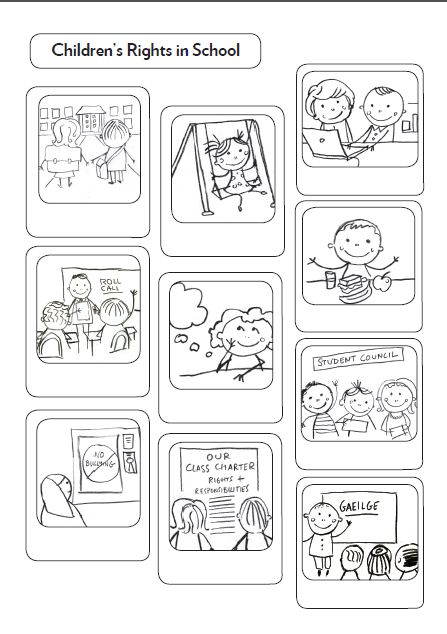 Children's Rights in School
ROLL
CALL
NO
BULLYING
OUR
CLASS CHARTER
RIGHTS +
RESPONSIBILITIES
STUDENT COUNCIL
GAEILGE